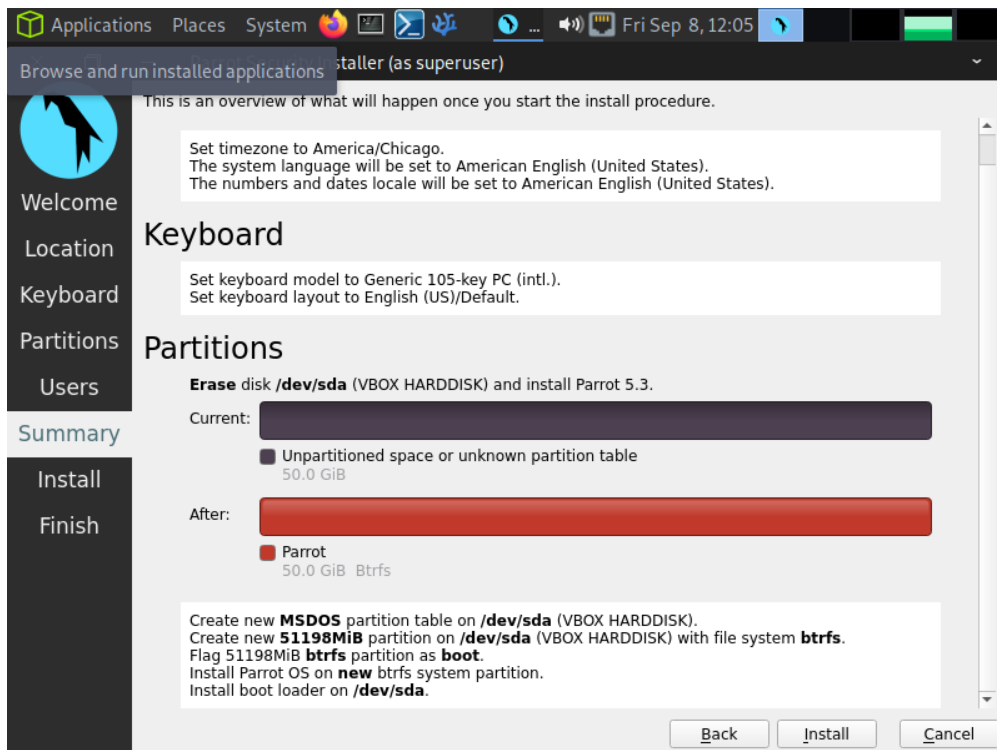 Applications Places System ... Fri Sep 8, 12:05
Browse and run installed applications
Installer (as superuser)
This is an overview of what will happen once you start the install procedure.
Set timezone to America/Chicago.
The system language will be set to American English (United States).
The numbers and dates locale will be set to American English (United States).
Welcome
Location
Keyboard
Partitions
Users
Summary
Install
Finish
Keyboard
Set keyboard model to Generic 105-key PC (intl.).
Set keyboard layout to English (US)/Default.
Partitions
Erase disk /dev/sda (VBOX HARDDISK) and install Parrot 5.3.
Current:
Unpartitioned space or unknown partition table
50.0 GiB
After:
Parrot
50.0 GiB Btrfs
Create new MSDOS partition table on /dev/sda (VBOX HARDDISK).
Create new 51198MiB partition on /dev/sda (VBOX HARDDISK) with file system btrfs.
Flag 51198MiB btrfs partition as boot.
Install Parrot OS on new btrfs system partition.
Install boot loader on /dev/sda.
Back Install Cancel